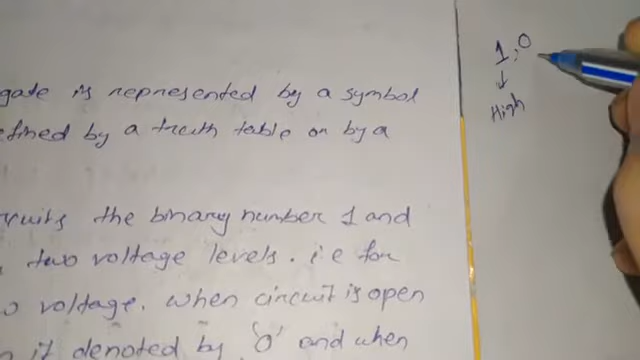 gate is represented by a symbol
efined by a truth table or by a
cuits the binary number 1 and
two voltage levels. i.e for
o voltage. when circuit is open
it denoted by '0' and when
1, 0
↓
High